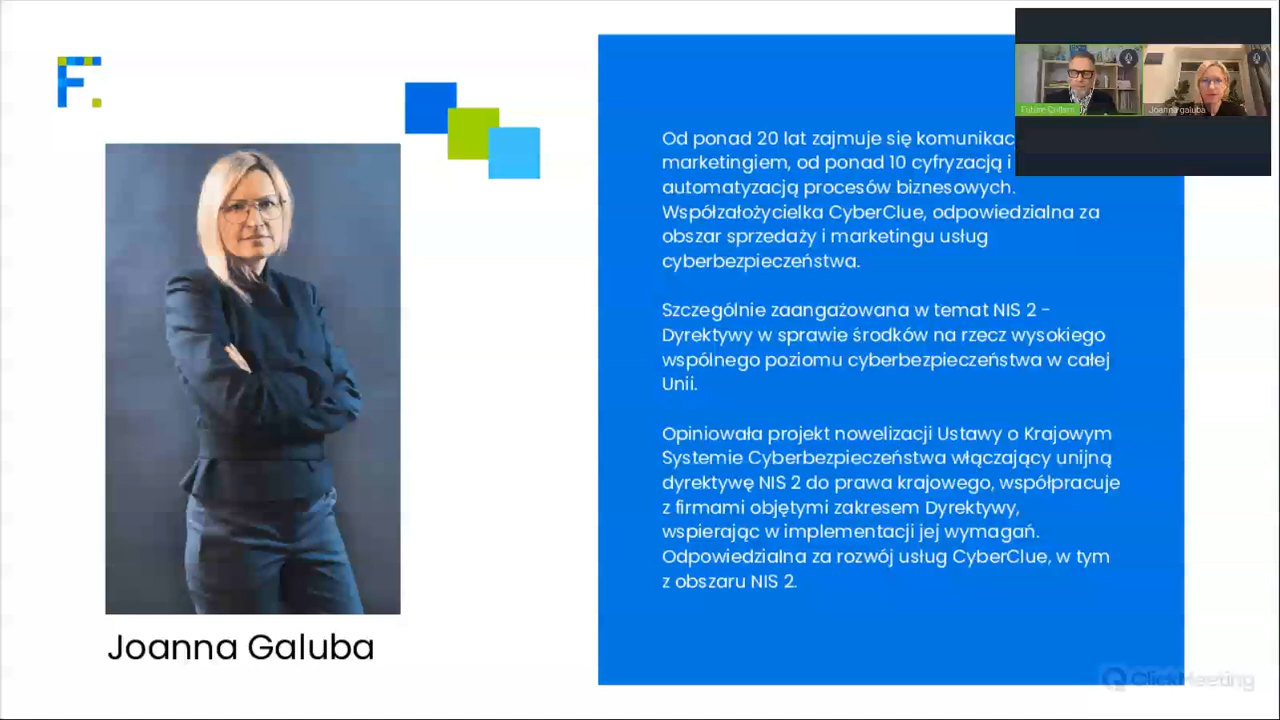 F.
Od ponad 20 lat zajmuje się
marketingiem, od ponad 10 cyfryzacją i
automatyzacją procesów biznesowych.
Współzałożycielka CyberClue, odpowiedzialna za
obszar sprzedaży i marketingu usług
cyberbezpieczeństwa.
Szczególnie zaangażowana w temat NIS 2 -
Dyrektywy w sprawie środków na rzecz wysokiego
wspólnego poziomu cyberbezpieczeństwa w całej
Unii.
Opiniowała projekt nowelizacji Ustawy o Krajowym
Systemie Cyberbezpieczeństwa włączający unijną
dyrektywę NIS 2 do prawa krajowego, współpracuje
z firmami objętymi zakresem Dyrektywy,
wspierając w implementacji jej wymagań.
Odpowiedzialna za rozwój usług CyberClue, w tym
z obszaru NIS 2.
Joanna Galuba
Future Collars
Joanna galuba
ClickMeeting